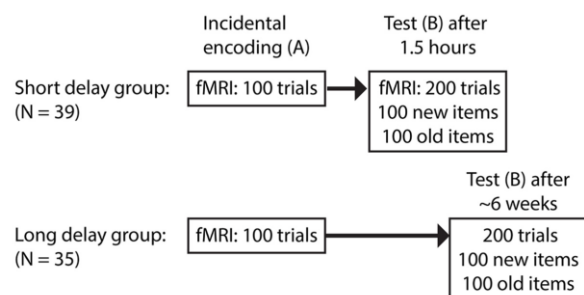 Incidental
encoding (A)
Test (B) after
1.5 hours
Short delay group:
(N = 39)
fMRI: 100 trials
fMRI: 200 trials
100 new items
100 old items
Test (B) after
~6 weeks
Long delay group:
(N = 35)
fMRI: 100 trials
200 trials
100 new items
100 old items